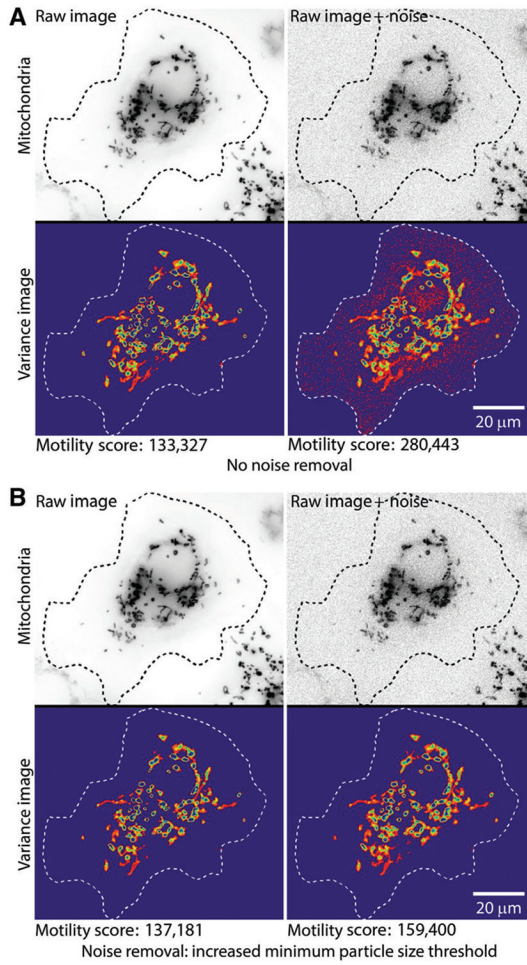 A
Raw image
Raw image + noise
Mitochondria
Variance image
20 μm
Motility score: 133,327
Motility score: 280,443
No noise removal
B
Raw image
Raw image + noise
Mitochondria
Variance image
20 μm
Motility score: 137,181
Motility score: 159,400
Noise removal: increased minimum particle size threshold